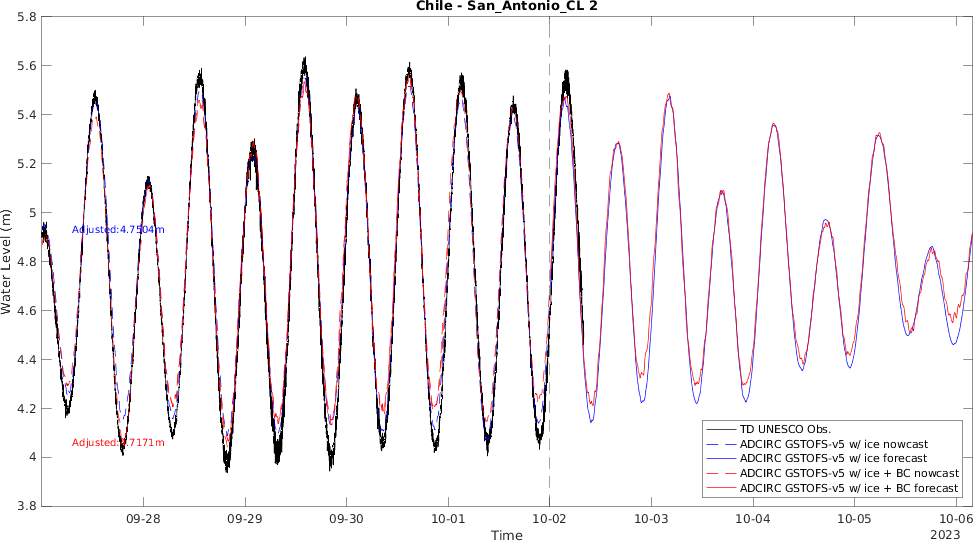 Chile - San_Antonio_CL 2
5.8
5.6
5.4
5.2
5
4.8
4.6
4.4
4.2
4
3.8
Water Level (m)
Adjusted:4.7504m
TD UNESCO Obs.
ADCIRC GSTOFS-v5 w/ ice nowcast
ADCIRC GSTOFS-v5 w/ ice forecast
ADCIRC GSTOFS-v5 w/ ice + BC nowcast
ADCIRC GSTOFS-v5 w/ ice + BC forecast
09-28
09-29
09-30
10-01
10-02
10-03
10-04
10-05
10-06
Time
2023